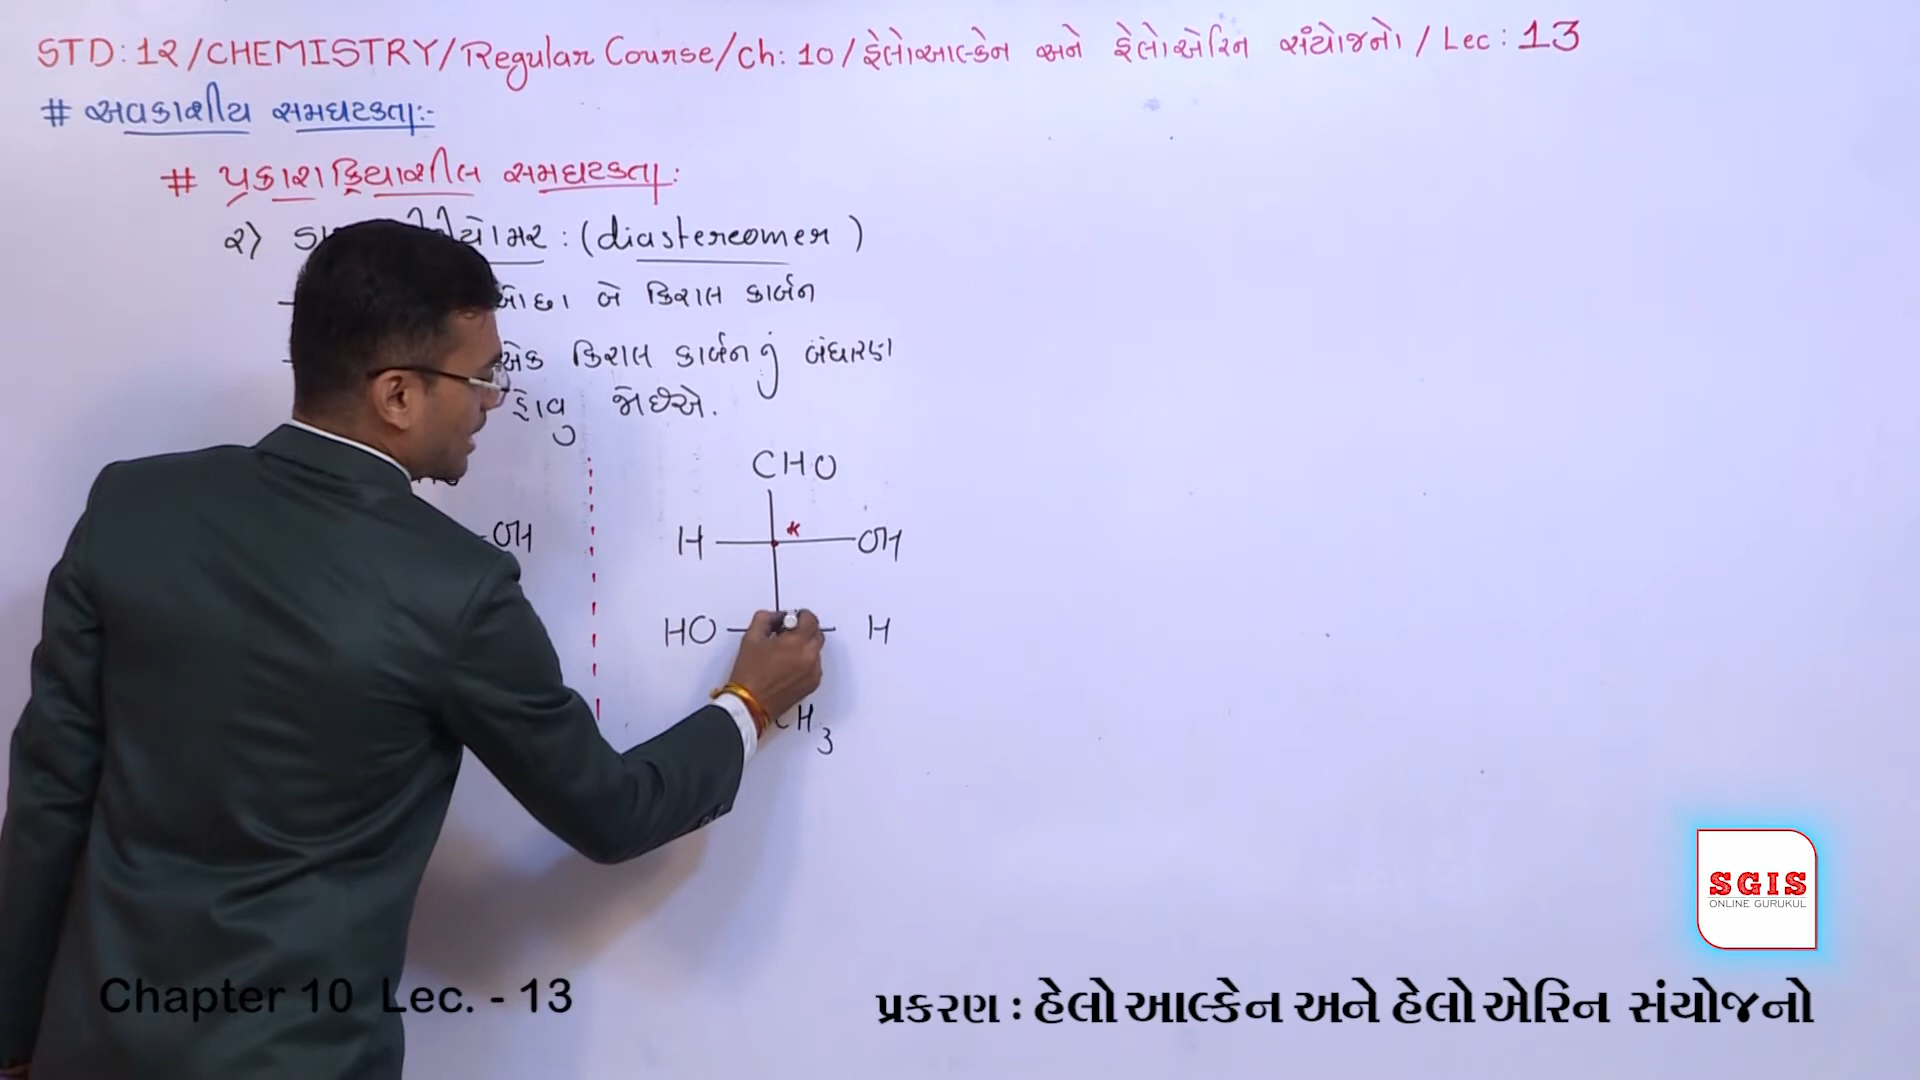 STD: 12/CHEMISTRY/Regular Course/Ch: 10/હેલોઆલ્કેન અને હેલોએરિન સંયોજનો/Lec: 13
# અવકાશીય સમઘટકતા:-
# પ્રકાશક્રિયાશીલ સમઘટકતા:
૨) : (diastereomer)
બે કિરાલ કાર્બન
એક કિરાલ કાર્બનનું બંધારણ
હોવુ જોઈએ.
CHO
-OH
H * OH
HO H
CH3
SGIS
ONLINE GURUKUL
Chapter 10 Lec. - 13
પ્રકરણ : હેલોઆલ્કેન અને હેલોએરિન સંયોજનો